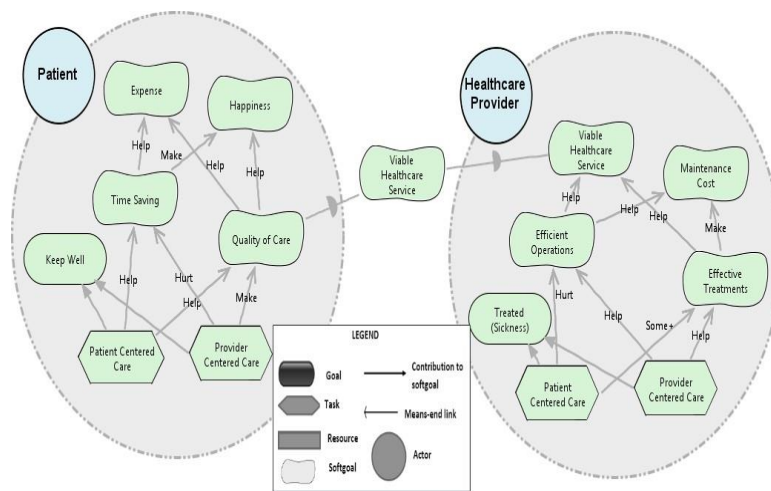 Patient
Expense
Happiness
Help
Make
Help
Help
Time Saving
Quality of Care
Keep Well
Help
Hurt
Help
Make
Patient Centered
Care
Provider
Centered Care
Viable
Healthcare
Service
Healthcare
Provider
Viable
Healthcare
Service
Maintenance
Cost
Help
Help
Help
Make
Efficient
Operations
Effective
Treatments
Hurt
Treated
(Sickness)
Help
Some+
Help
Patient
Centered Care
Provider
Centered Care
LEGEND
Goal
Task
Resource
Softgoal
Contribution to
softgoal
Means-end link
Actor